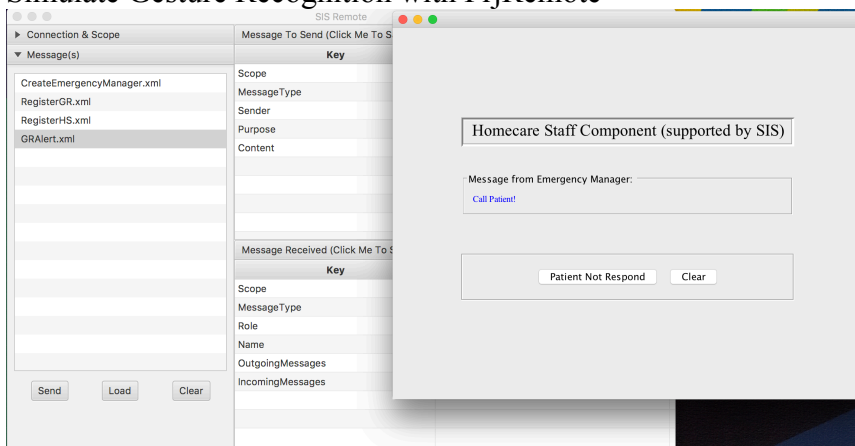 Simulate Gesture Recognition with PrjRemote
SIS Remote
Connection & Scope
Message(s)
CreateEmergencyManager.xml
RegisterGR.xml
RegisterHS.xml
GRAlert.xml
Send
Load
Clear
Message To Send (Click Me To S
Key
Scope
MessageType
Sender
Purpose
Content
Message Received (Click Me To S
Key
Scope
MessageType
Role
Name
OutgoingMessages
IncomingMessages
Homecare Staff Component (supported by SIS)
Message from Emergency Manager:
Call Patient!
Patient Not Respond
Clear